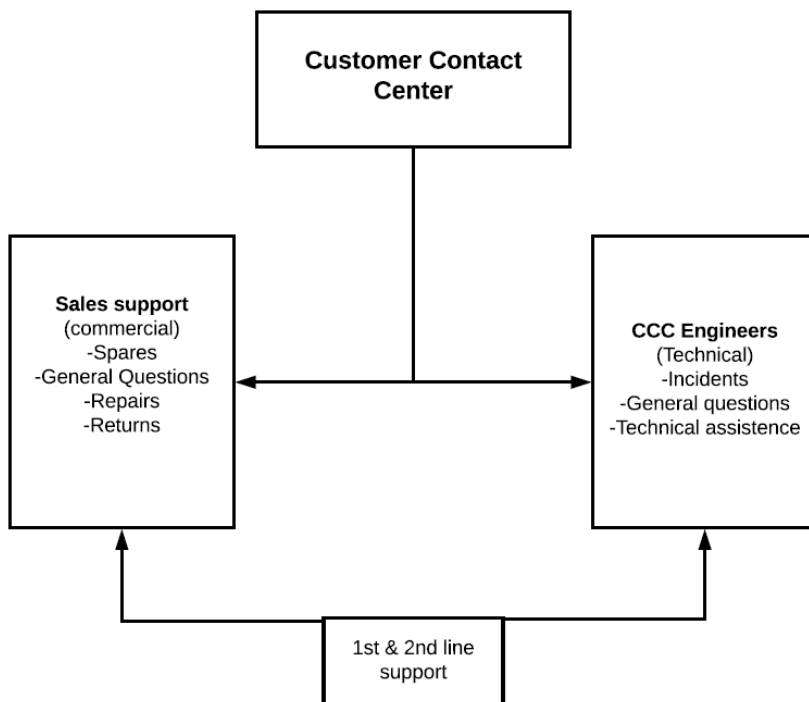 Customer Contact
Center
Sales support
(commercial)
-Spares
-General Questions
-Repairs
-Returns
CCC Engineers
(Technical)
-Incidents
-General questions
-Technical assistence
1st & 2nd line
support